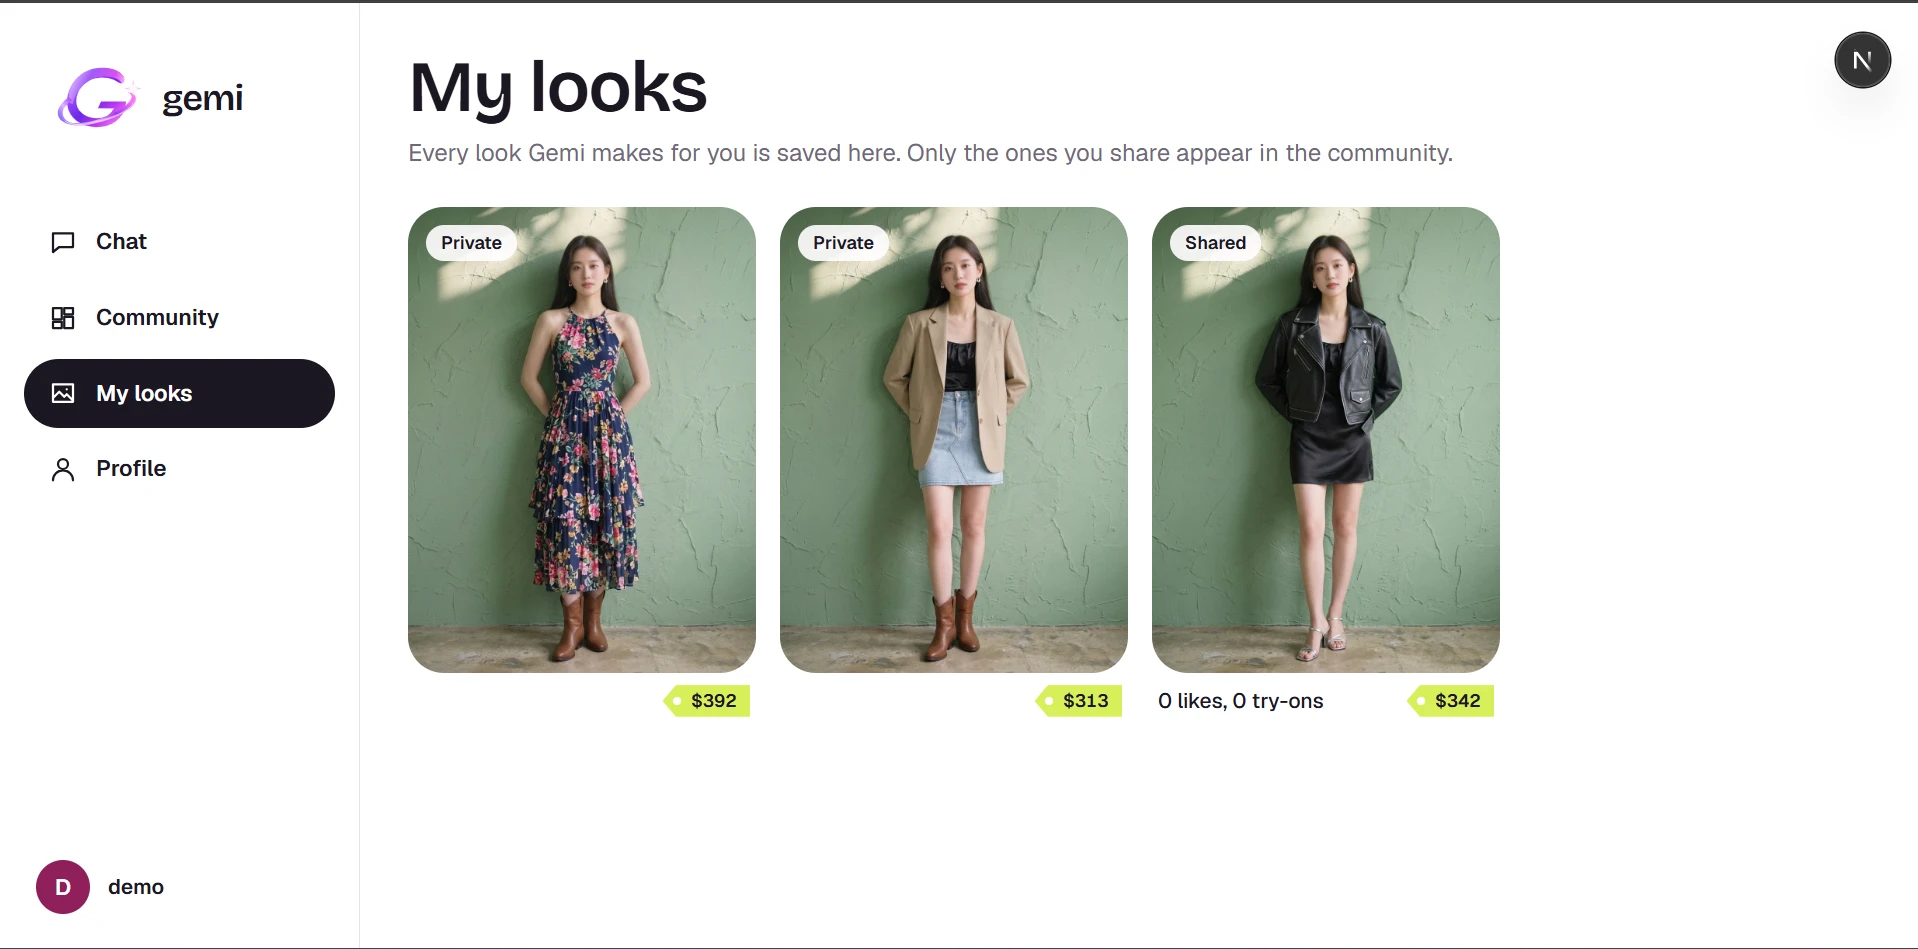 gemi
Chat
Community
My looks
Profile
D
demo
My looks
Every look Gemi makes for you is saved here. Only the ones you share appear in the community.
Private
Private
Shared
$392
$313
0 likes, 0 try-ons
$342
N